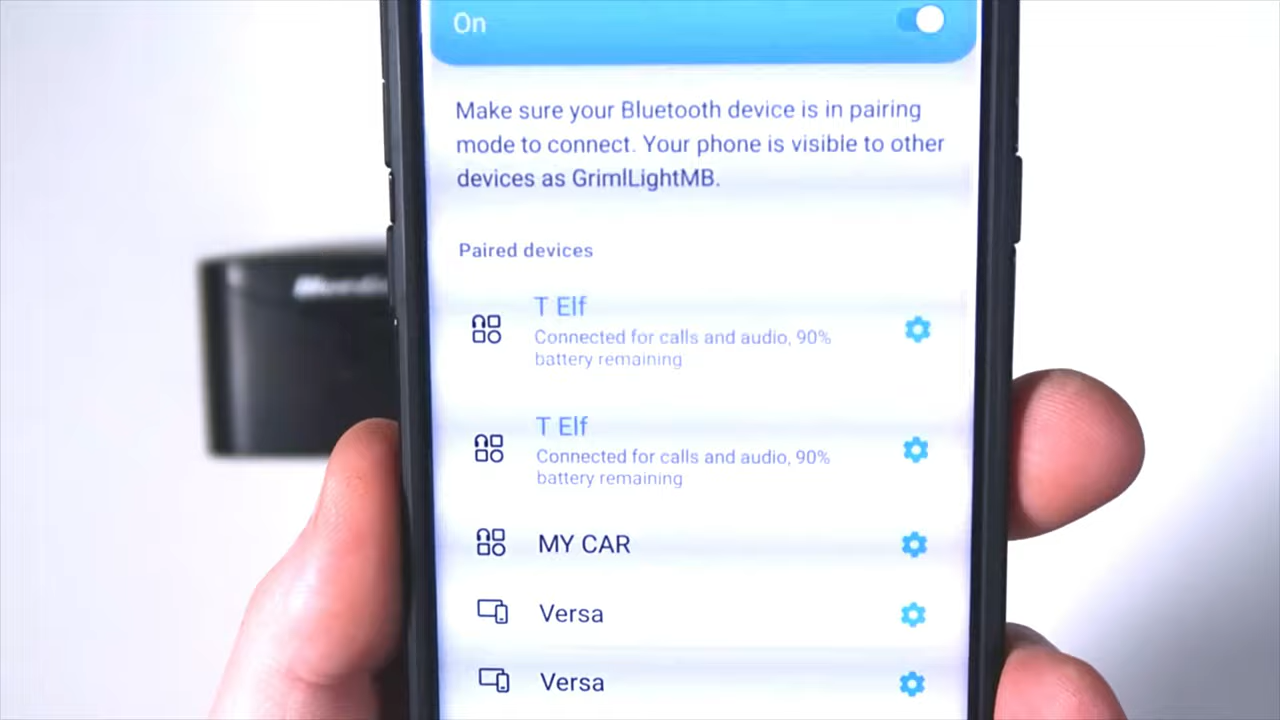 On
Make sure your Bluetooth device is in pairing
mode to connect. Your phone is visible to other
devices as GrimlLightMB.
Paired devices
T Elf
Connected for calls and audio, 90%
battery remaining
T Elf
Connected for calls and audio, 90%
battery remaining
MY CAR
Versa
Versa